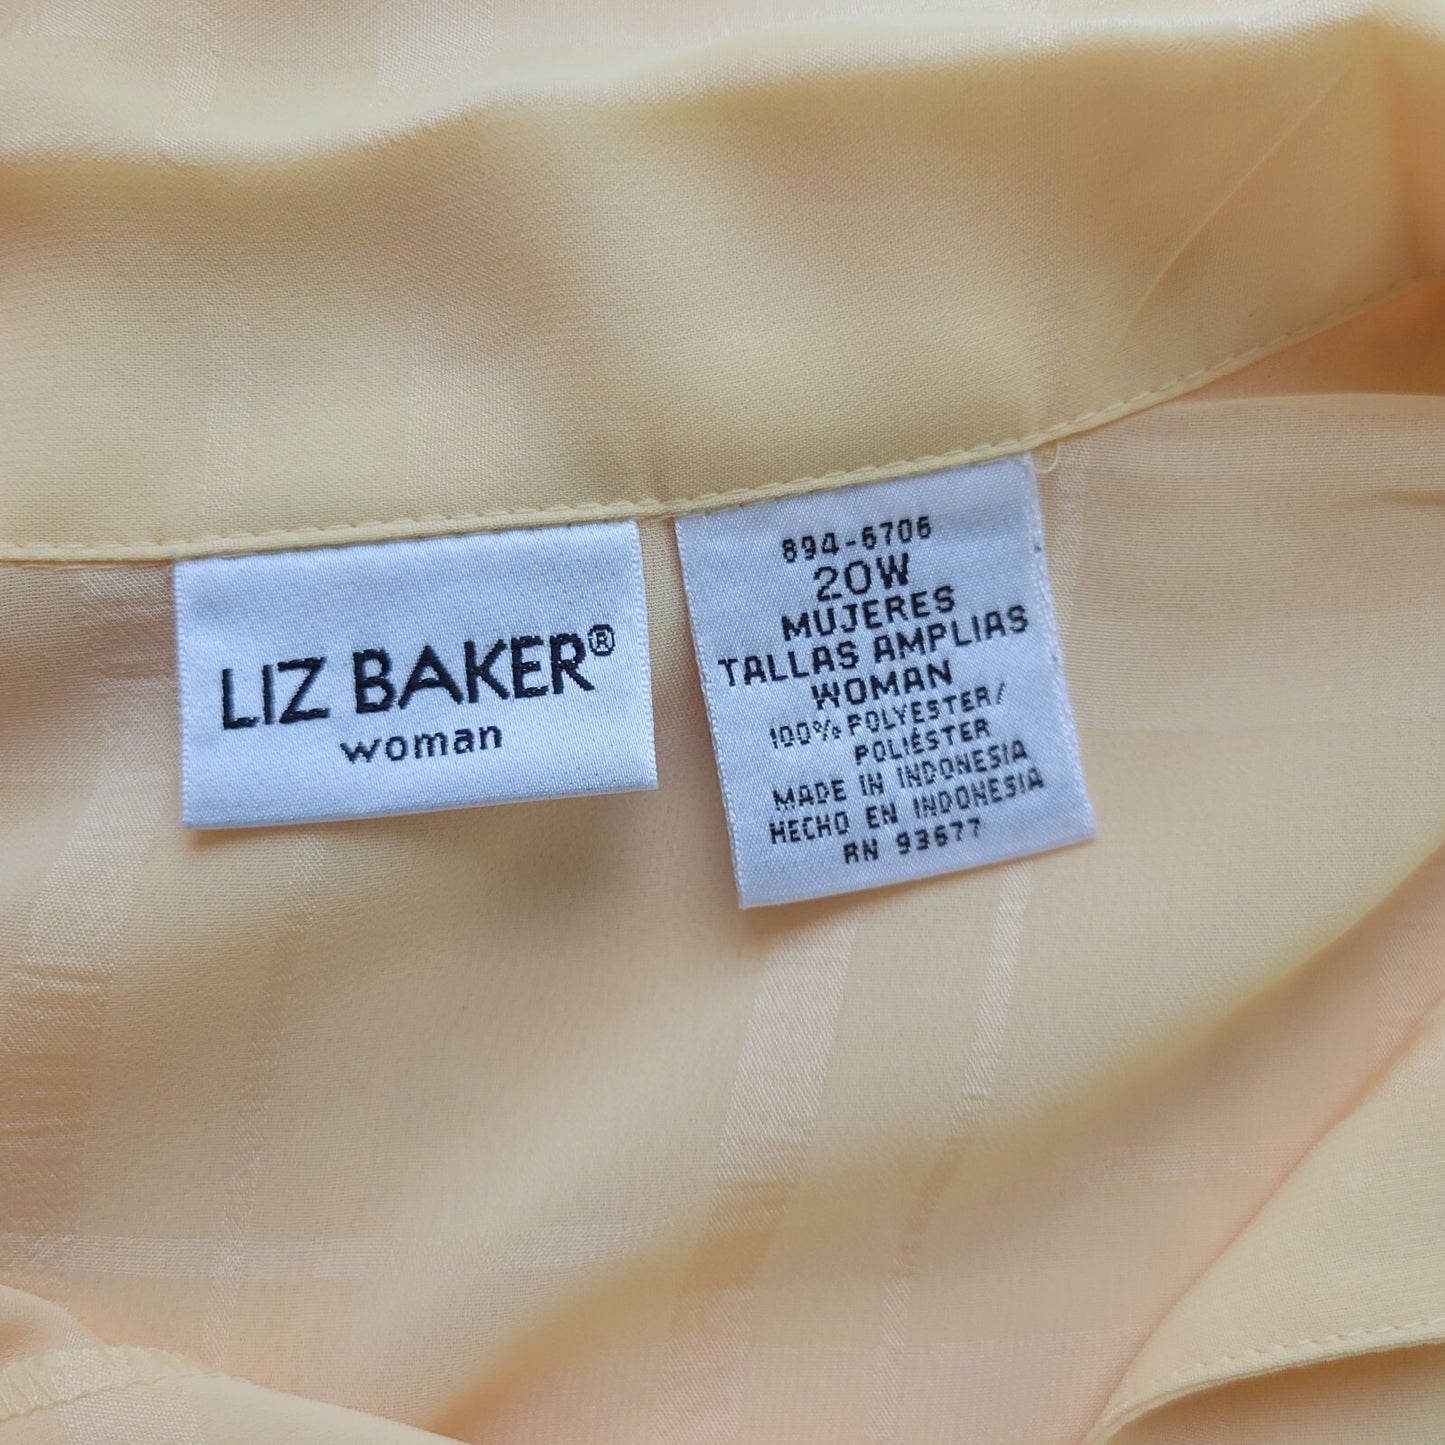 LIZ BAKER®
woman
894-6706
20W
MUJERES
TALLAS AMPLIAS
WOMAN
100% POLYESTER/
POLIÉSTER
MADE IN INDONESIA
HECHO EN INDONESIA
RN 93677